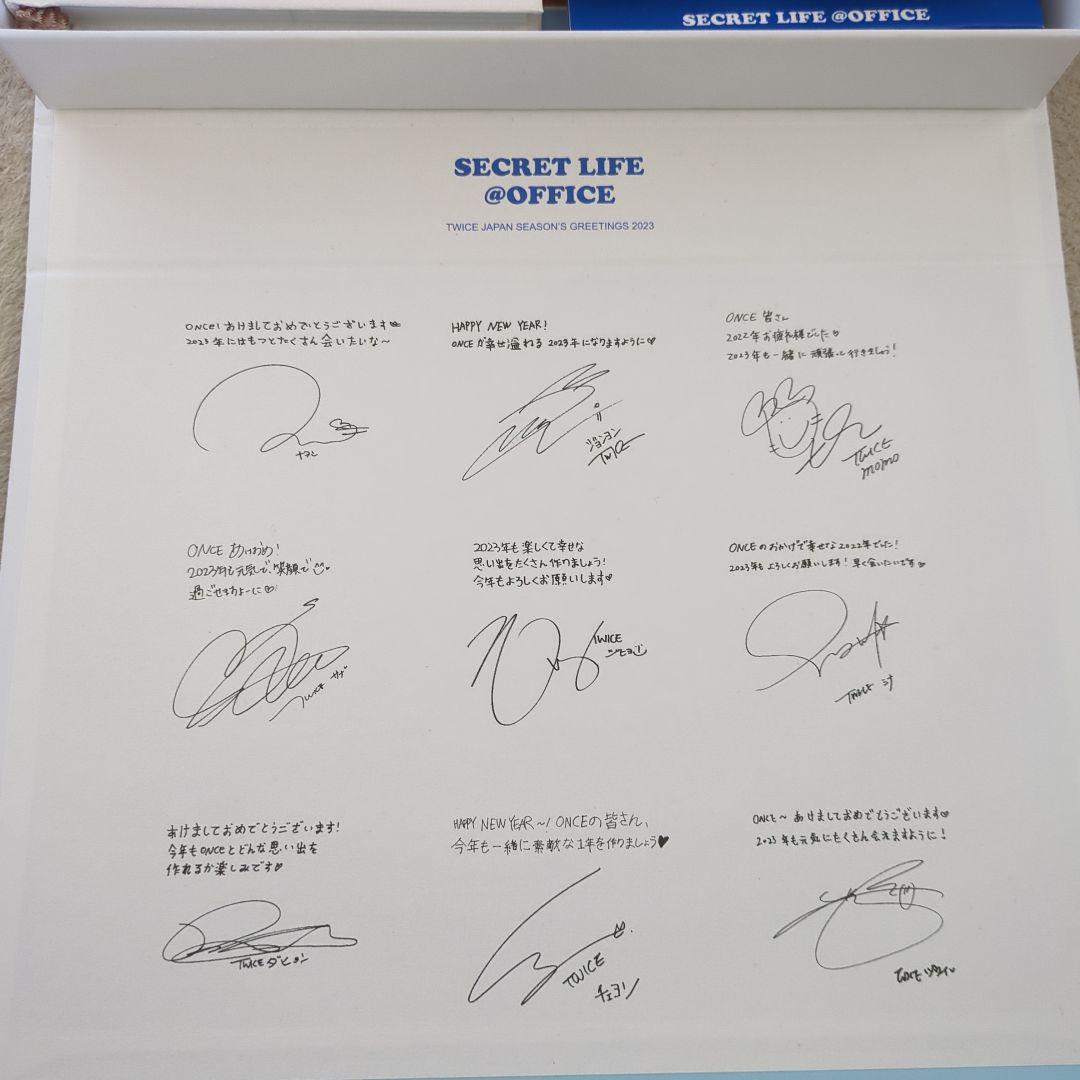 SECRET LIFE @OFFICE
SECRET LIFE
@OFFICE
TWICE JAPAN SEASON'S GREETINGS 2023
ONCE! あけましておめでとうございます♡
2023年にはもっとたくさん会いたいな～
ナヨン
HAPPY NEW YEAR!
ONCEが幸せ溢れる 2023年になりますように♡
ジョンヨン
TWICE
ONCE 皆さん
2022年お疲れ様でした♡
2023年も一緒に頑張って行きましょう!
TWICE
MOMO
ONCE あけおめ!
2023年も元気で、笑顔で
過ごせますよーに♡
TWICE サナ
2023年も楽しくて幸せな
思い出をたくさん作りましょう!
今年もよろしくお願いします♡
TWICE
ジヒョ
ONCEのおかげで幸せな2022年でした!
2023年もよろしくお願いします! 早く会いたいです♡
TWICE ミナ
あけましておめでとうございます!
今年もONCEとどんな思い出を
作れるか楽しみです♡
TWICE ダヒョン
HAPPY NEW YEAR～! ONCEの皆さん、
今年も一緒に素敵な1年を作りましょう♥
TWICE
チェヨン
ONCE～ あけましておめでとうございます♡
2023年も元気にたくさん会えますように!
TWICE ツウィ♡